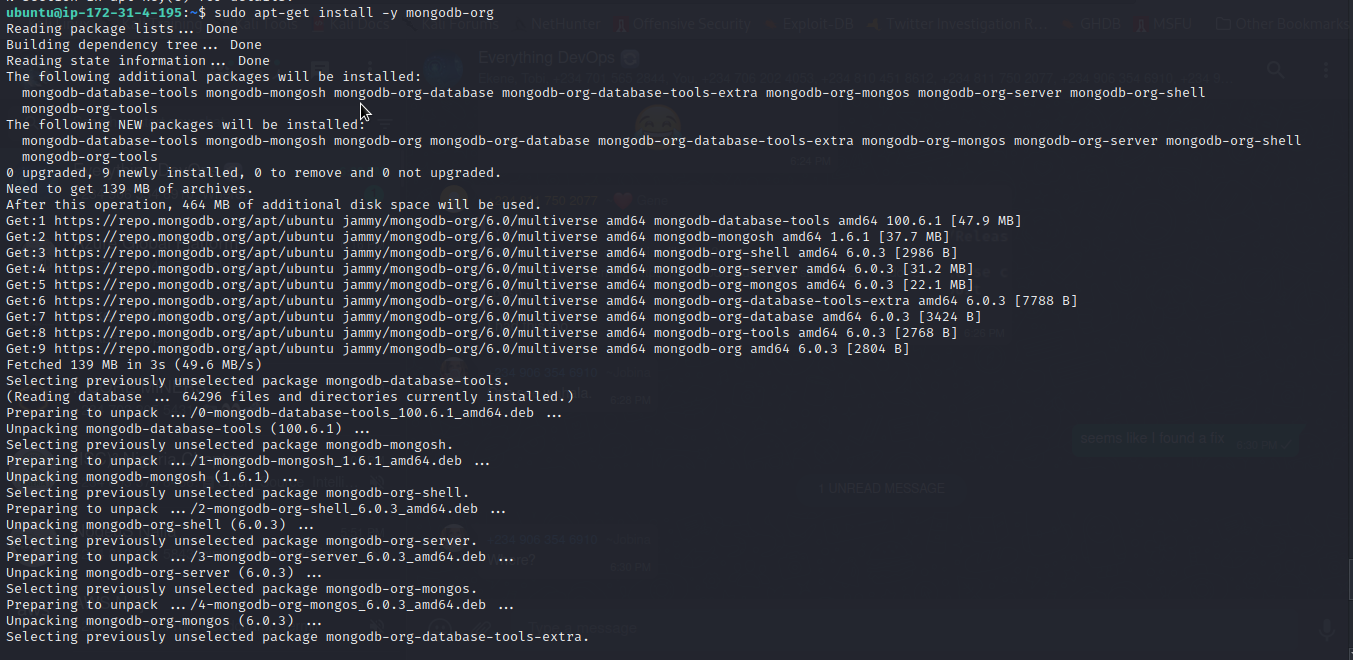 ubuntu@ip-172-31-4-195:~$ sudo apt-get install -y mongodb-org
Reading package lists... Done
Building dependency tree... Done
Reading state information... Done
The following additional packages will be installed:
  mongodb-database-tools mongodb-mongosh mongodb-org-database mongodb-org-database-tools-extra mongodb-org-mongos mongodb-org-server mongodb-org-shell
  mongodb-org-tools
The following NEW packages will be installed:
  mongodb-database-tools mongodb-mongosh mongodb-org mongodb-org-database mongodb-org-database-tools-extra mongodb-org-mongos mongodb-org-server mongodb-org-shell
  mongodb-org-tools
0 upgraded, 9 newly installed, 0 to remove and 0 not upgraded.
Need to get 139 MB of archives.
After this operation, 464 MB of additional disk space will be used.
Get:1 https://repo.mongodb.org/apt/ubuntu jammy/mongodb-org/6.0/multiverse amd64 mongodb-database-tools amd64 100.6.1 [47.9 MB]
Get:2 https://repo.mongodb.org/apt/ubuntu jammy/mongodb-org/6.0/multiverse amd64 mongodb-mongosh amd64 1.6.1 [37.7 MB]
Get:3 https://repo.mongodb.org/apt/ubuntu jammy/mongodb-org/6.0/multiverse amd64 mongodb-org-shell amd64 6.0.3 [2986 B]
Get:4 https://repo.mongodb.org/apt/ubuntu jammy/mongodb-org/6.0/multiverse amd64 mongodb-org-server amd64 6.0.3 [31.2 MB]
Get:5 https://repo.mongodb.org/apt/ubuntu jammy/mongodb-org/6.0/multiverse amd64 mongodb-org-mongos amd64 6.0.3 [22.1 MB]
Get:6 https://repo.mongodb.org/apt/ubuntu jammy/mongodb-org/6.0/multiverse amd64 mongodb-org-database-tools-extra amd64 6.0.3 [7788 B]
Get:7 https://repo.mongodb.org/apt/ubuntu jammy/mongodb-org/6.0/multiverse amd64 mongodb-org-database amd64 6.0.3 [3424 B]
Get:8 https://repo.mongodb.org/apt/ubuntu jammy/mongodb-org/6.0/multiverse amd64 mongodb-org-tools amd64 6.0.3 [2768 B]
Get:9 https://repo.mongodb.org/apt/ubuntu jammy/mongodb-org/6.0/multiverse amd64 mongodb-org amd64 6.0.3 [2804 B]
Fetched 139 MB in 3s (49.6 MB/s)
Selecting previously unselected package mongodb-database-tools.
(Reading database ... 64296 files and directories currently installed.)
Preparing to unpack .../0-mongodb-database-tools_100.6.1_amd64.deb ...
Unpacking mongodb-database-tools (100.6.1) ...
Selecting previously unselected package mongodb-mongosh.
Preparing to unpack .../1-mongodb-mongosh_1.6.1_amd64.deb ...
Unpacking mongodb-mongosh (1.6.1) ...
Selecting previously unselected package mongodb-org-shell.
Preparing to unpack .../2-mongodb-org-shell_6.0.3_amd64.deb ...
Unpacking mongodb-org-shell (6.0.3) ...
Selecting previously unselected package mongodb-org-server.
Preparing to unpack .../3-mongodb-org-server_6.0.3_amd64.deb ...
Unpacking mongodb-org-server (6.0.3) ...
Selecting previously unselected package mongodb-org-mongos.
Preparing to unpack .../4-mongodb-org-mongos_6.0.3_amd64.deb ...
Unpacking mongodb-org-mongos (6.0.3) ...
Selecting previously unselected package mongodb-org-database-tools-extra.
NetHunter Offensive Securi Exploit-DB Twitter Investigation R... GHDB MSFU Other Bookmarks
Everything DevOps
seems like I found a fix
1 UNREAD MESSAGE